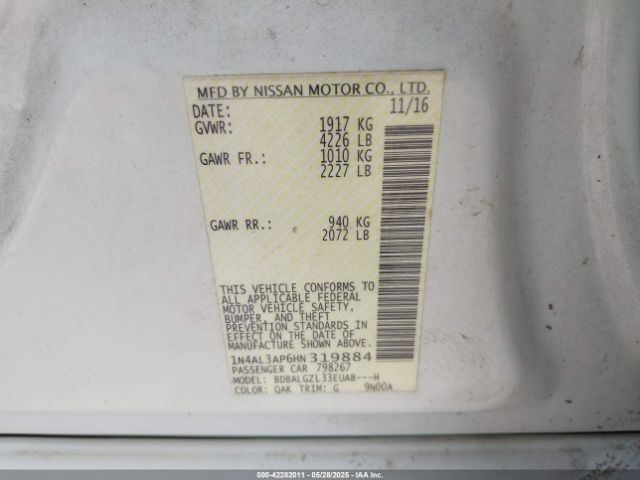 MFD BY NISSAN MOTOR CO., LTD.
DATE: 11/16
GVWR: 1917 KG
4226 LB
GAWR FR.: 1010 KG
2227 LB
GAWR RR.: 940 KG
2072 LB
THIS VEHICLE CONFORMS TO
ALL APPLICABLE FEDERAL
MOTOR VEHICLE SAFETY,
BUMPER, AND THEFT
PREVENTION STANDARDS IN
EFFECT ON THE DATE OF
MANUFACTURE SHOWN ABOVE.
1N4AL3AP6HN 319884
PASSENGER CAR 798267
MODEL: BDBALGZL33EUAB---H
COLOR: QAK TRIM: G 9N00A
000-42282011 - 05/28/2025 - IAAI, Inc.